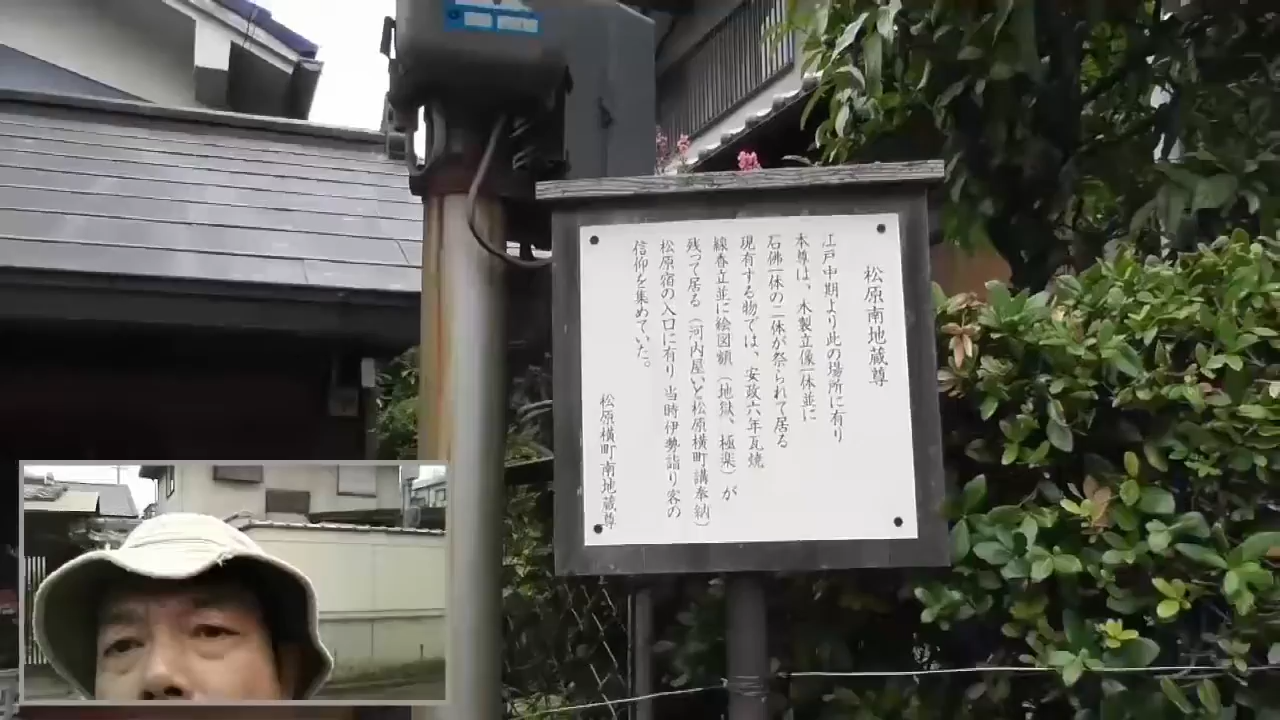 松原南地蔵尊
江戸中期より此の場所に有り
本尊は、木製立像一体並に
石佛一体の二体が祭られて居る
現有する物では、安政六年瓦焼
線香立並に絵図額（地獄、極楽）が
残って居る（河内屋いと松原横町講奉納）
松原宿の入口に有り当時伊勢詣り客の
信仰を集めていた。
松原横町南地蔵尊